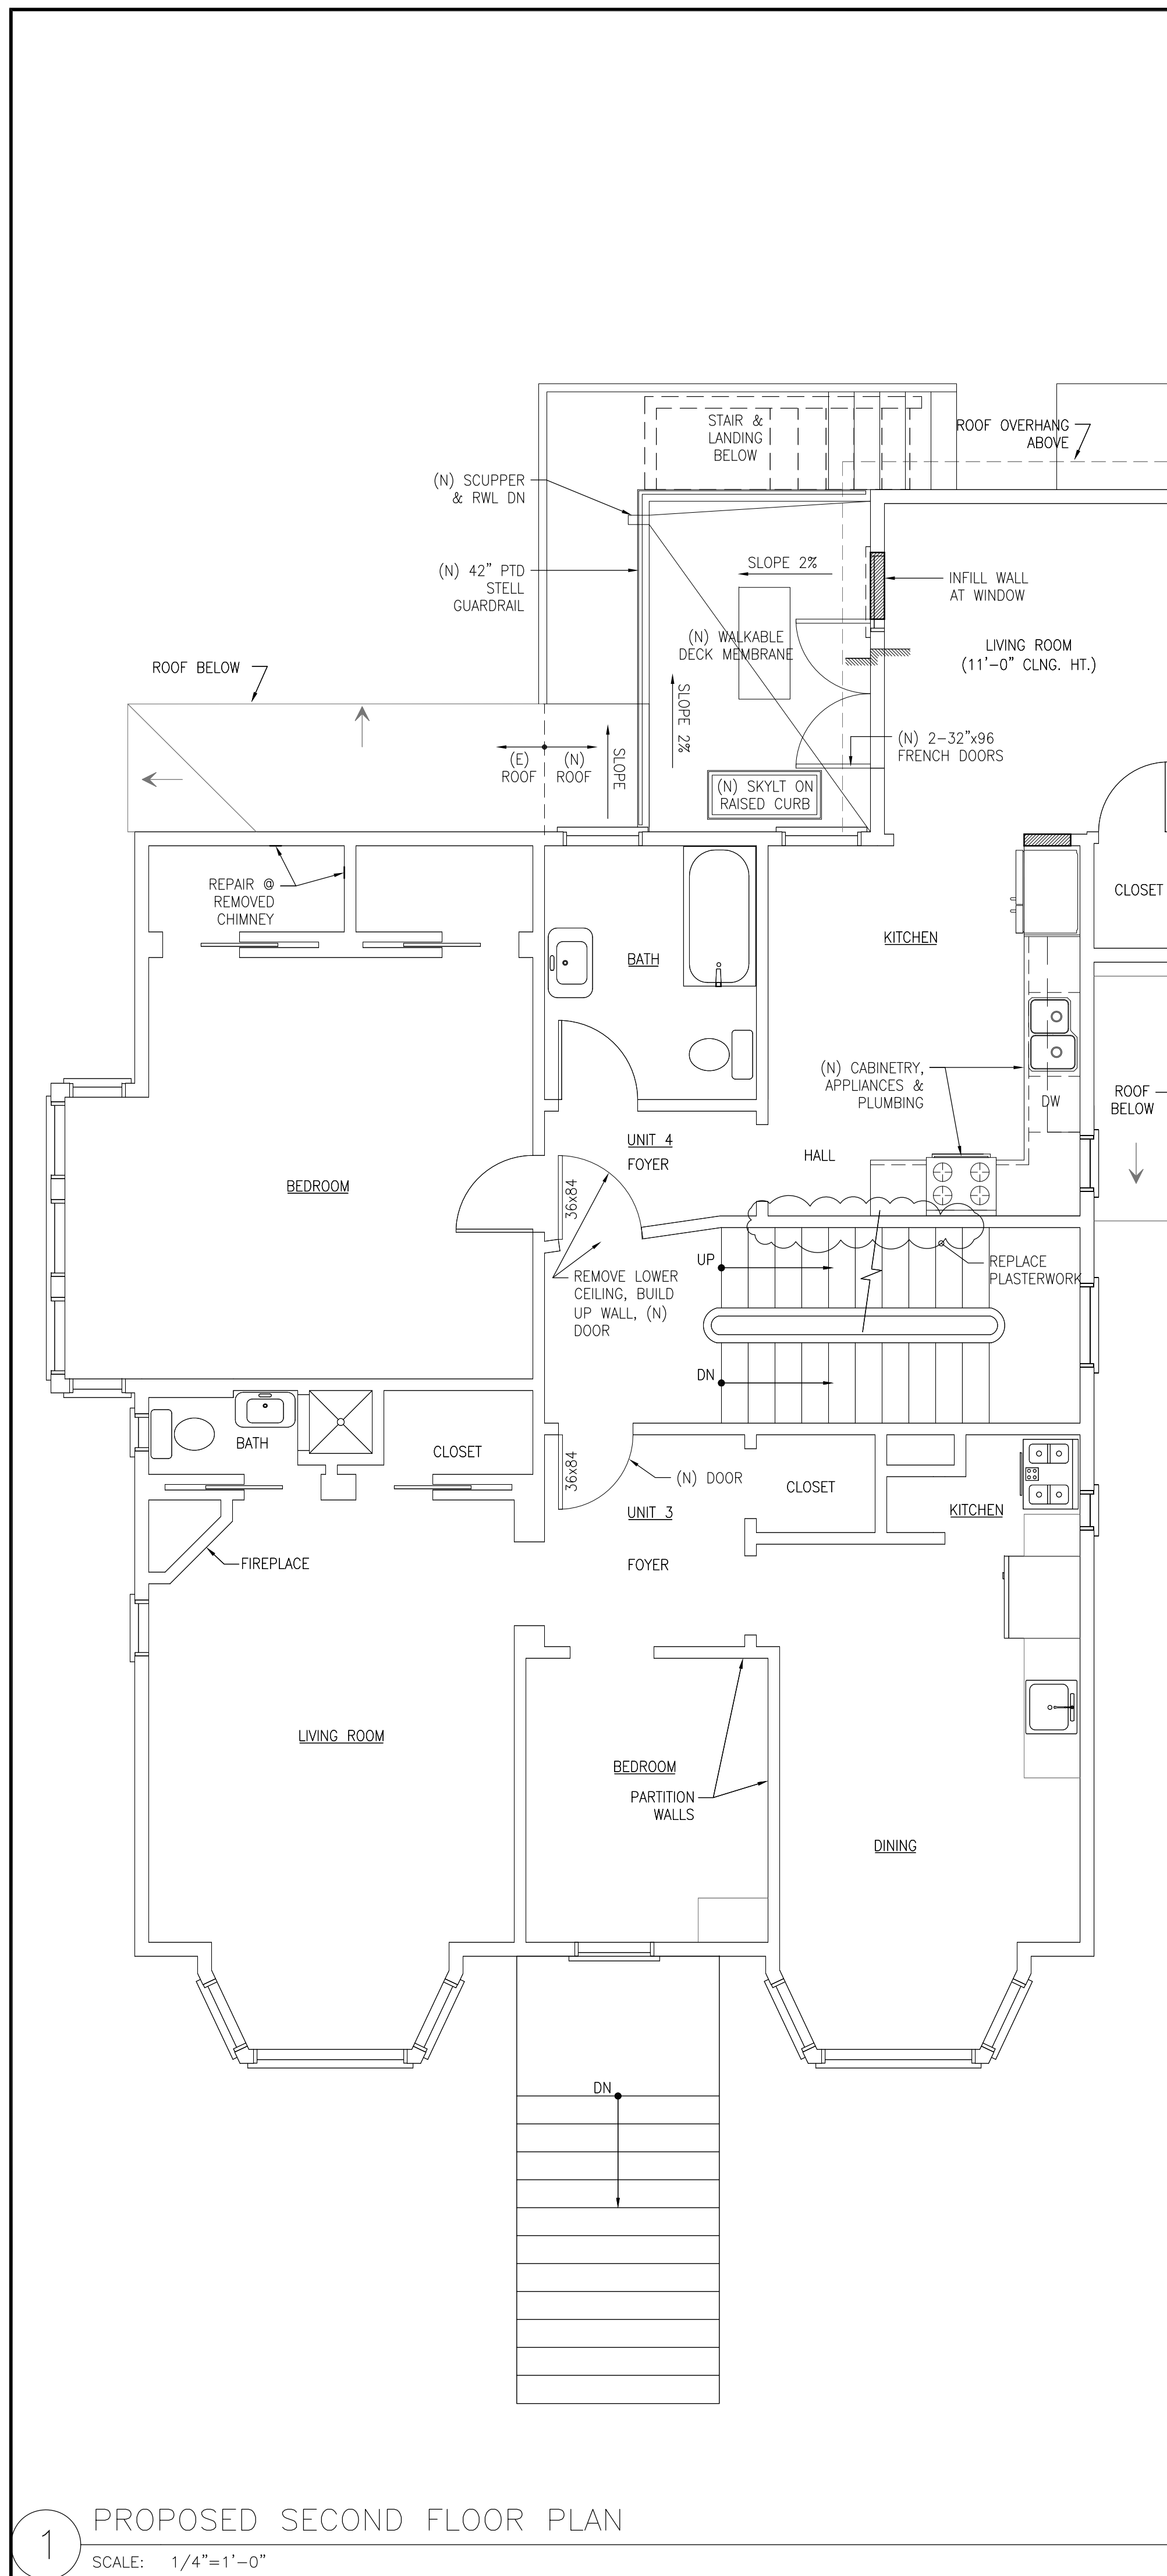 STAIR &
LANDING
BELOW
ROOF OVERHANG
ABOVE
(N) SCUPPER
& RWL DN
(N) 42" PTD
STELL
GUARDRAIL
SLOPE 2%
INFILL WALL
AT WINDOW
(N) WALKABLE
DECK MEMBRANE
LIVING ROOM
(11'-0" CLNG. HT.)
ROOF BELOW
SLOPE 2%
(E)
ROOF
(N)
ROOF
SLOPE
(N) 2-32"x96
FRENCH DOORS
(N) SKYLT ON
RAISED CURB
REPAIR @
REMOVED
CHIMNEY
CLOSET
KITCHEN
BATH
(N) CABINETRY,
APPLIANCES &
PLUMBING
DW
ROOF
BELOW
UNIT 4
FOYER
HALL
BEDROOM
36x84
UP
REPLACE
PLASTERWORK
REMOVE LOWER
CEILING, BUILD
UP WALL, (N)
DOOR
DN
BATH
CLOSET
36x84
(N) DOOR
CLOSET
UNIT 3
KITCHEN
FIREPLACE
FOYER
LIVING ROOM
BEDROOM
PARTITION
WALLS
DINING
DN
1
PROPOSED SECOND FLOOR PLAN
SCALE: 1/4"=1'-0"